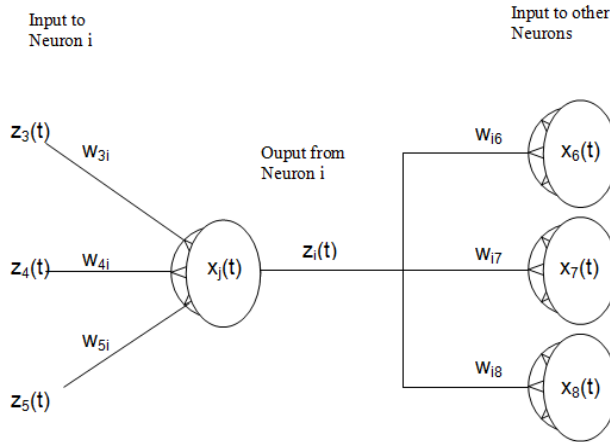 Input to
Neuron i
Input to other
Neurons
z3(t)
w3i
z4(t)
w4i
z5(t)
w5i
xj(t)
Ouput from
Neuron i
zi(t)
wi6
x6(t)
wi7
x7(t)
wi8
x8(t)